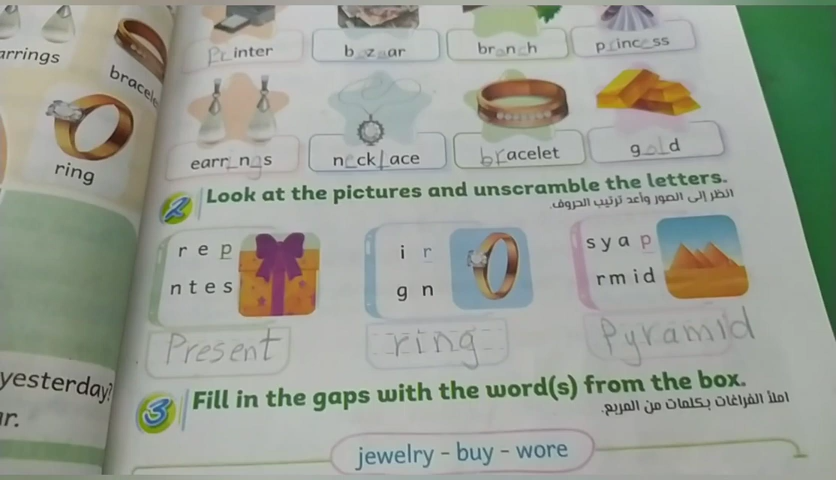 arrings
bracele
ring
yesterday?
r.
Printer
bazaar
branch
princess
earrings
necklace
bracelet
gold
2 Look at the pictures and unscramble the letters.
انظر إلى الصور وأعد ترتيب الحروف.
r e p
n t e s
i r
g n
s y a p
r m i d
Present
ring
Pyramid
3 Fill in the gaps with the word(s) from the box.
املأ الفراغات بكلمات من المربع.
jewelry - buy - wore